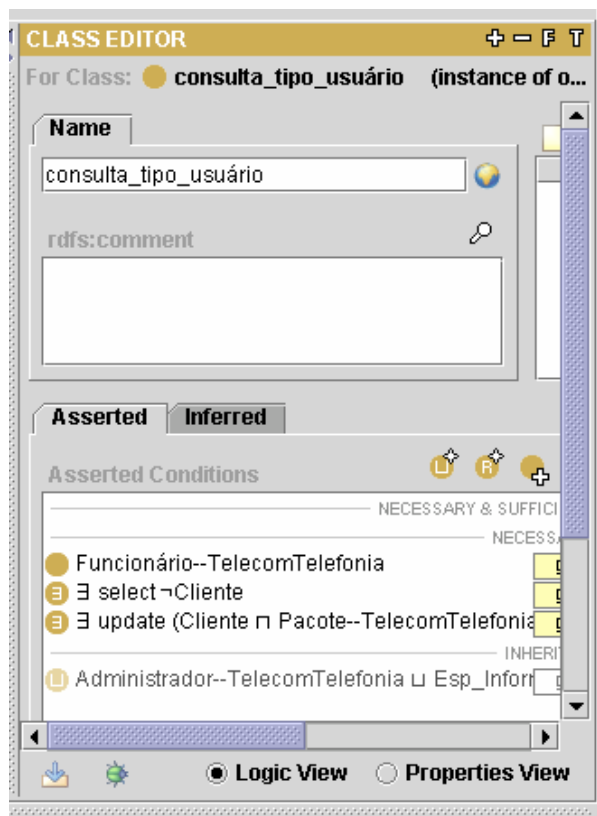 CLASS EDITOR
F T
For Class: consulta_tipo_usuário (instance of o...
Name
consulta_tipo_usuário
rdfs:comment
Asserted Inferred
Asserted Conditions
U R
NECESSARY & SUFFICI
NECESSA
Funcionário--TelecomTelefonia
∃ ∃ select ¬Cliente
∃ ∃ update (Cliente ⊓ Pacote--TelecomTelefonia
INHERI
⊔ Administrador--TelecomTelefonia ⊔ Esp_Inform
Logic View Properties View